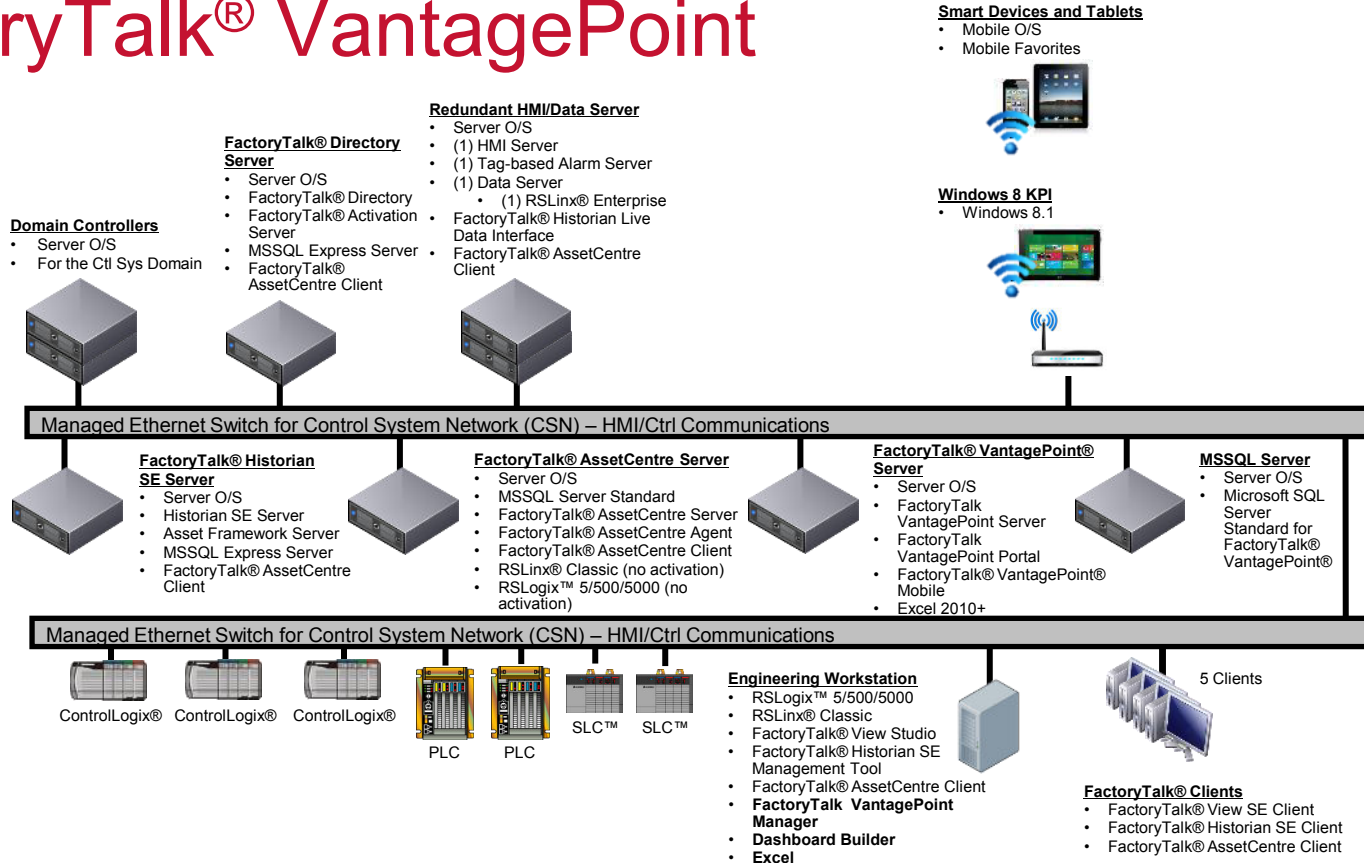 ryTalk® VantagePoint
Smart Devices and Tablets
• Mobile O/S
• Mobile Favorites
Redundant HMI/Data Server
• Server O/S
• (1) HMI Server
• (1) Tag-based Alarm Server
• (1) Data Server
• (1) RSLinx® Enterprise
• FactoryTalk® Historian Live
Data Interface
• FactoryTalk® AssetCentre
Client
FactoryTalk® Directory
Server
• Server O/S
• FactoryTalk® Directory
• FactoryTalk® Activation
Server
• MSSQL Express Server
• FactoryTalk®
AssetCentre Client
Domain Controllers
• Server O/S
• For the Ctl Sys Domain
Windows 8 KPI
• Windows 8.1
Managed Ethernet Switch for Control System Network (CSN) – HMI/Ctrl Communications
FactoryTalk® Historian
SE Server
• Server O/S
• Historian SE Server
• Asset Framework Server
• MSSQL Express Server
• FactoryTalk® AssetCentre
Client
FactoryTalk® AssetCentre Server
• Server O/S
• MSSQL Server Standard
• FactoryTalk® AssetCentre Server
• FactoryTalk® AssetCentre Agent
• FactoryTalk® AssetCentre Client
• RSLinx® Classic (no activation)
• RSLogix™ 5/500/5000 (no
activation)
FactoryTalk® VantagePoint®
Server
• Server O/S
• FactoryTalk
VantagePoint Server
• FactoryTalk
VantagePoint Portal
• FactoryTalk® VantagePoint®
Mobile
• Excel 2010+
MSSQL Server
• Server O/S
• Microsoft SQL
Server
Standard for
FactoryTalk®
VantagePoint®
Managed Ethernet Switch for Control System Network (CSN) – HMI/Ctrl Communications
ControlLogix®
ControlLogix®
ControlLogix®
PLC
PLC
SLC™
SLC™
Engineering Workstation
• RSLogix™ 5/500/5000
• RSLinx® Classic
• FactoryTalk® View Studio
• FactoryTalk® Historian SE
Management Tool
• FactoryTalk® AssetCentre Client
• FactoryTalk VantagePoint
Manager
• Dashboard Builder
• Excel
5 Clients
FactoryTalk® Clients
• FactoryTalk® View SE Client
• FactoryTalk® Historian SE Client
• FactoryTalk® AssetCentre Client